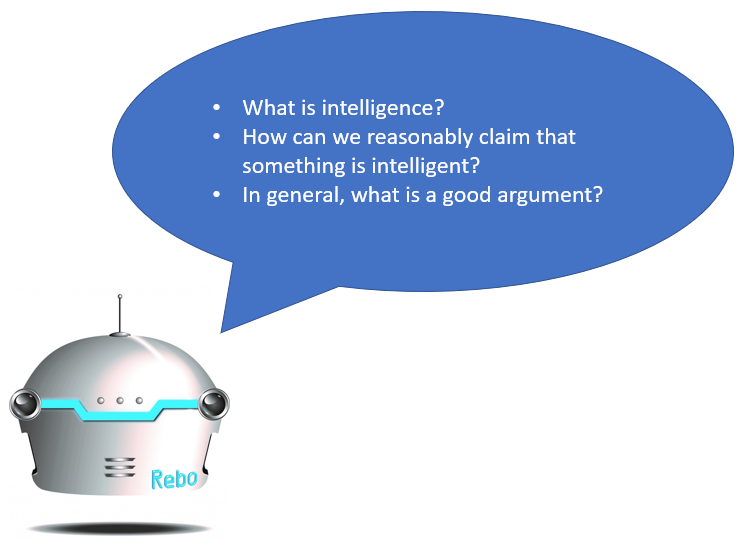 • What is intelligence?
• How can we reasonably claim that
something is intelligent?
• In general, what is a good argument?
Rebo